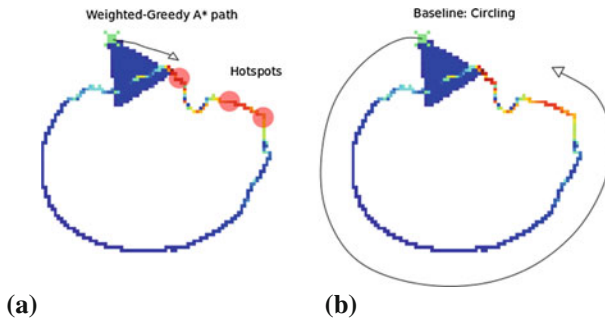 Weighted-Greedy A* path
Baseline: Circling
Hotspots
(a)
(b)